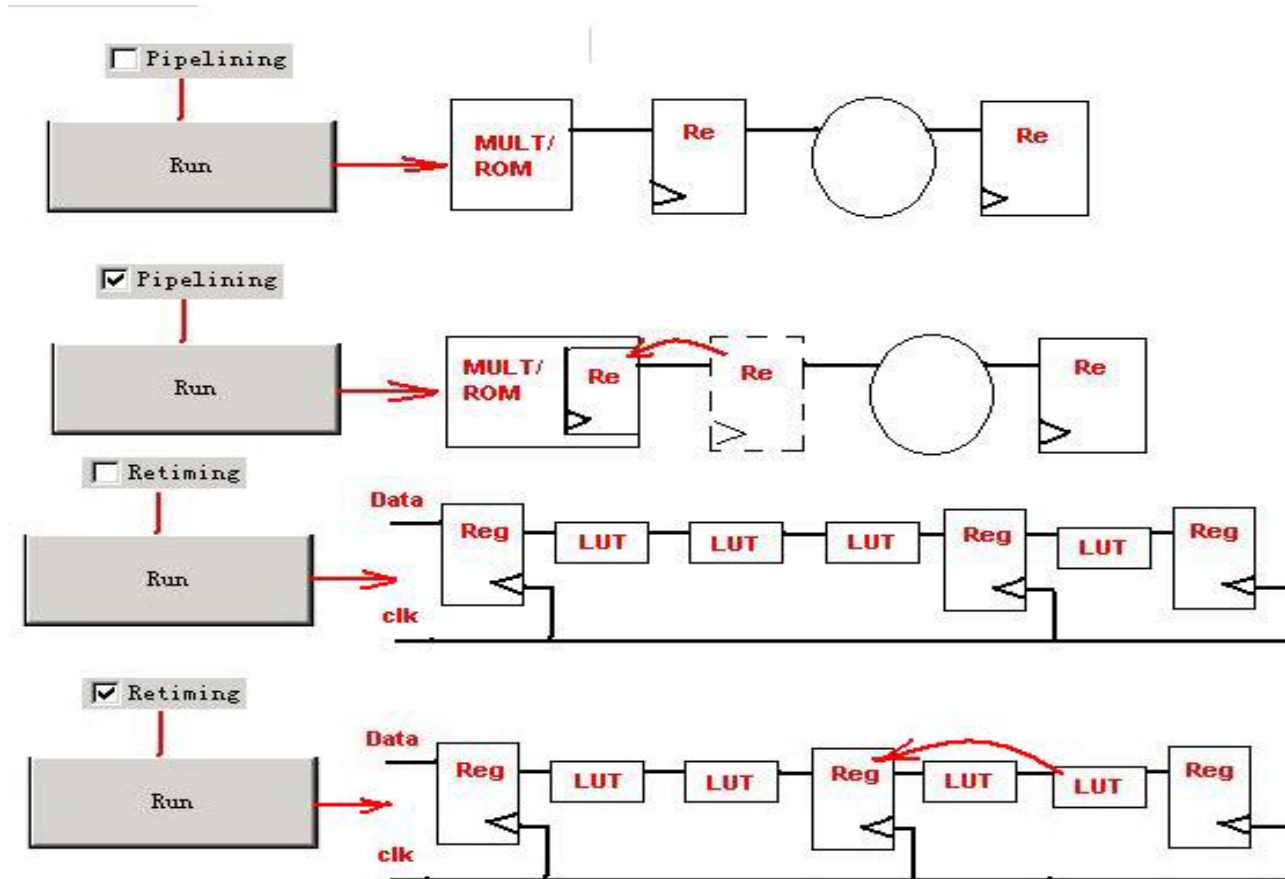 Pipelining
Run
MULT/
ROM
Re
Re
Pipelining
Run
MULT/
ROM
Re
Re
Re
Retiming
Run
Data
Reg
LUT
LUT
LUT
Reg
LUT
Reg
clk
Retiming
Run
Data
Reg
LUT
LUT
Reg
LUT
LUT
Reg
clk